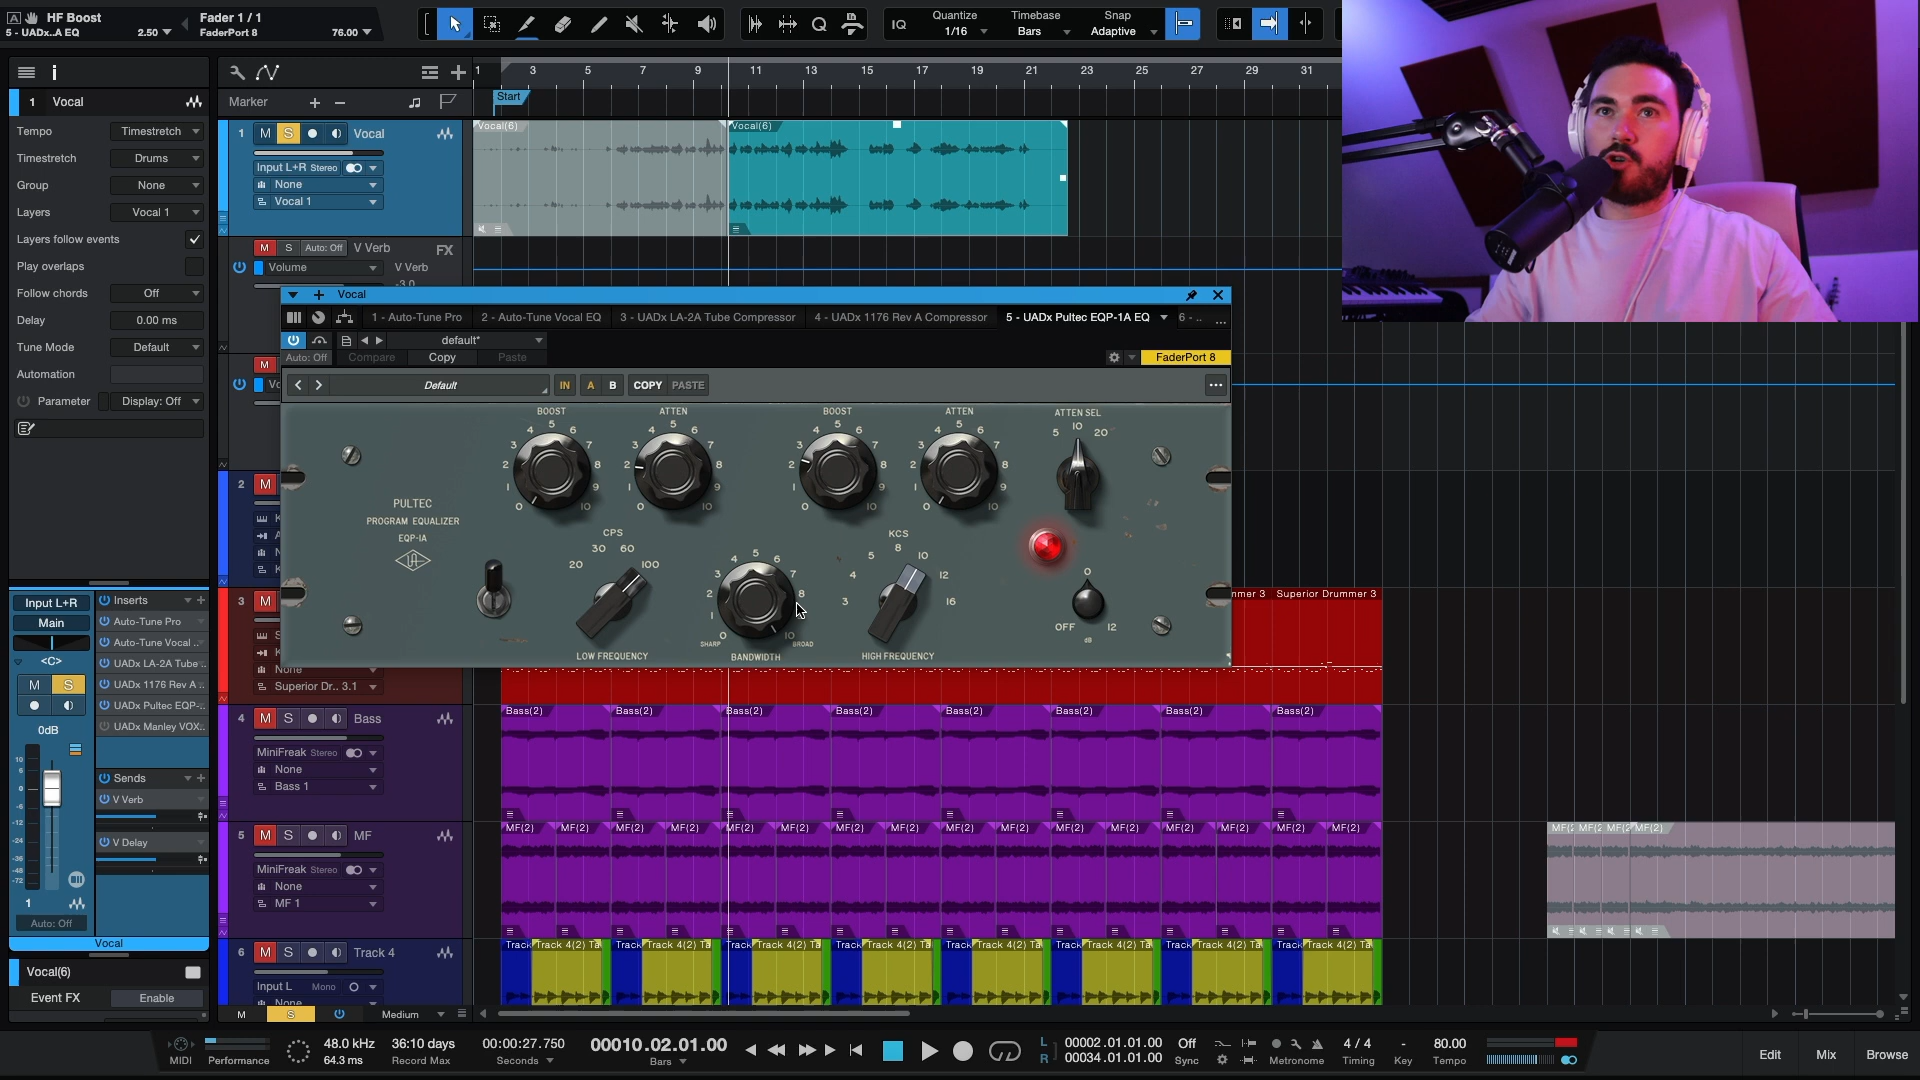 HF Boost
5 - UADx..A EQ 2.50
Fader 1 / 1
FaderPort 8 76.00
IQ
Quantize
1/16
Timebase
Bars
Snap
Adaptive
1 Vocal
Tempo Timestretch
Timestretch Drums
Group None
Layers Vocal 1
Layers follow events
Play overlaps
Follow chords Off
Delay 0.00 ms
Tune Mode Default
Automation
Parameter Display: Off
Marker
1 3 5 7 9 11 13 15 17 19 21 23 25 27 29 31
Start
1 M S Vocal
Input L+R Stereo
None
Vocal 1
Vocal(6) Vocal(6)
M S Auto: Off V Verb FX
Volume V Verb
Vocal
1 - Auto-Tune Pro 2 - Auto-Tune Vocal EQ 3 - UADx LA-2A Tube Compressor 4 - UADx 1176 Rev A Compressor 5 - UADx Pultec EQP-1A EQ 6 - ..
default*
Auto: Off Compare Copy Paste FaderPort 8
Default IN A B COPY PASTE
BOOST ATTEN BOOST ATTEN ATTEN SEL
0 1 2 3 4 5 6 7 8 9 10
0 1 2 3 4 5 6 7 8 9 10
0 1 2 3 4 5 6 7 8 9 10
0 1 2 3 4 5 6 7 8 9 10
5 10 20
PULTEC
PROGRAM EQUALIZER
EQP-1A
UA
CPS
20 30 60 100
LOW FREQUENCY
0 1 2 3 4 5 6 7 8 10
SHARP BROAD
BANDWIDTH
KCS
3 4 5 8 10 12 16
HIGH FREQUENCY
0
OFF 12
dB
2 M
3 M
None
Superior Dr.. 3.1
mmer 3 Superior Drummer 3
Input L+R
Main
<C>
M S
0dB
10
6
0
-6
-12
-24
-36
-48
-72
1
Auto: Off
Vocal
Inserts
Auto-Tune Pro
Auto-Tune Vocal ..
UADx LA-2A Tube ..
UADx 1176 Rev A ..
UADx Pultec EQP-..
UADx Manley VOX..
Sends
V Verb
V Delay
Vocal(6)
Event FX Enable
4 M S Bass
MiniFreak Stereo
None
Bass 1
Bass(2) Bass(2) Bass(2) Bass(2) Bass(2) Bass(2) Bass(2) Bass(2)
5 M S MF
MiniFreak Stereo
None
MF 1
MF(2) MF(2) MF(2) MF(2) MF(2) MF(2) MF(2) MF(2) MF(2) MF(2) MF(2) MF(2) MF(2) MF(2) MF(2) MF(2)
MF(2)
6 M S Track 4
Input L Mono
None
Track 4(2) Track 4(2) Track 4(2) Track 4(2) Track 4(2) Track 4(2) Track 4(2) Track 4(2)
M S Medium
MIDI
Performance
48.0 kHz
64.3 ms
36:10 days
Record Max
00:00:27.750
Seconds
00010.02.01.00
Bars
L 00002.01.01.00
R 00034.01.01.00
Off
Sync
Metronome
4 / 4
Timing
-
Key
80.00
Tempo
Edit Mix Browse